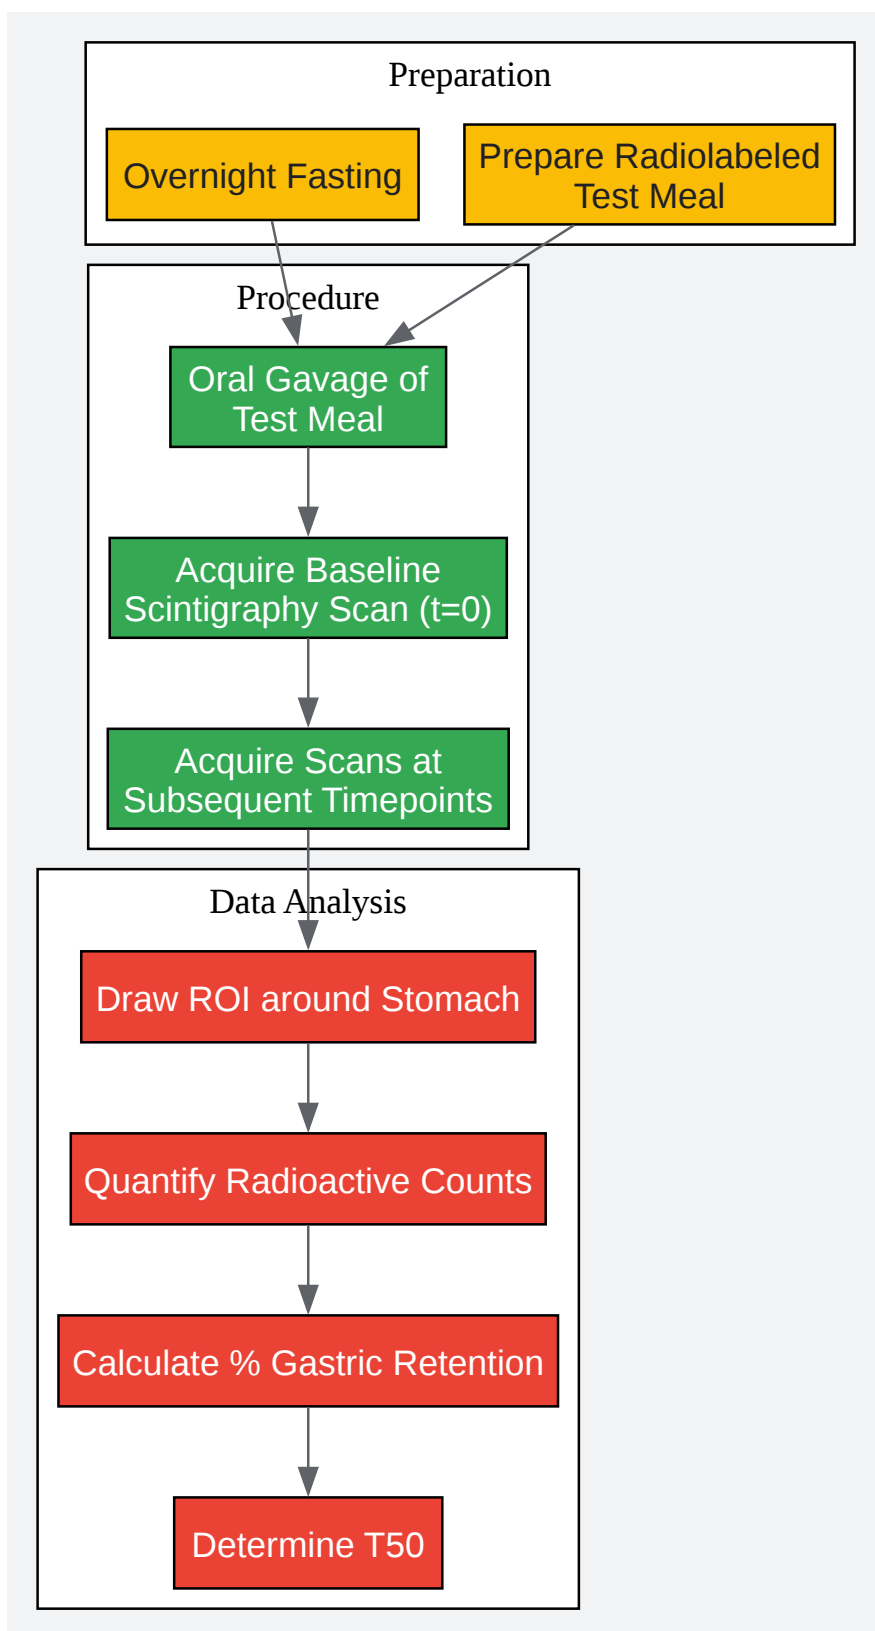 Preparation
Overnight Fasting
Prepare Radiolabeled
Test Meal
Procedure
Oral Gavage of
Test Meal
Acquire Baseline
Scintigraphy Scan (t=0)
Acquire Scans at
Subsequent Timepoints
Data Analysis
Draw ROI around Stomach
Quantify Radioactive Counts
Calculate % Gastric Retention
Determine T50